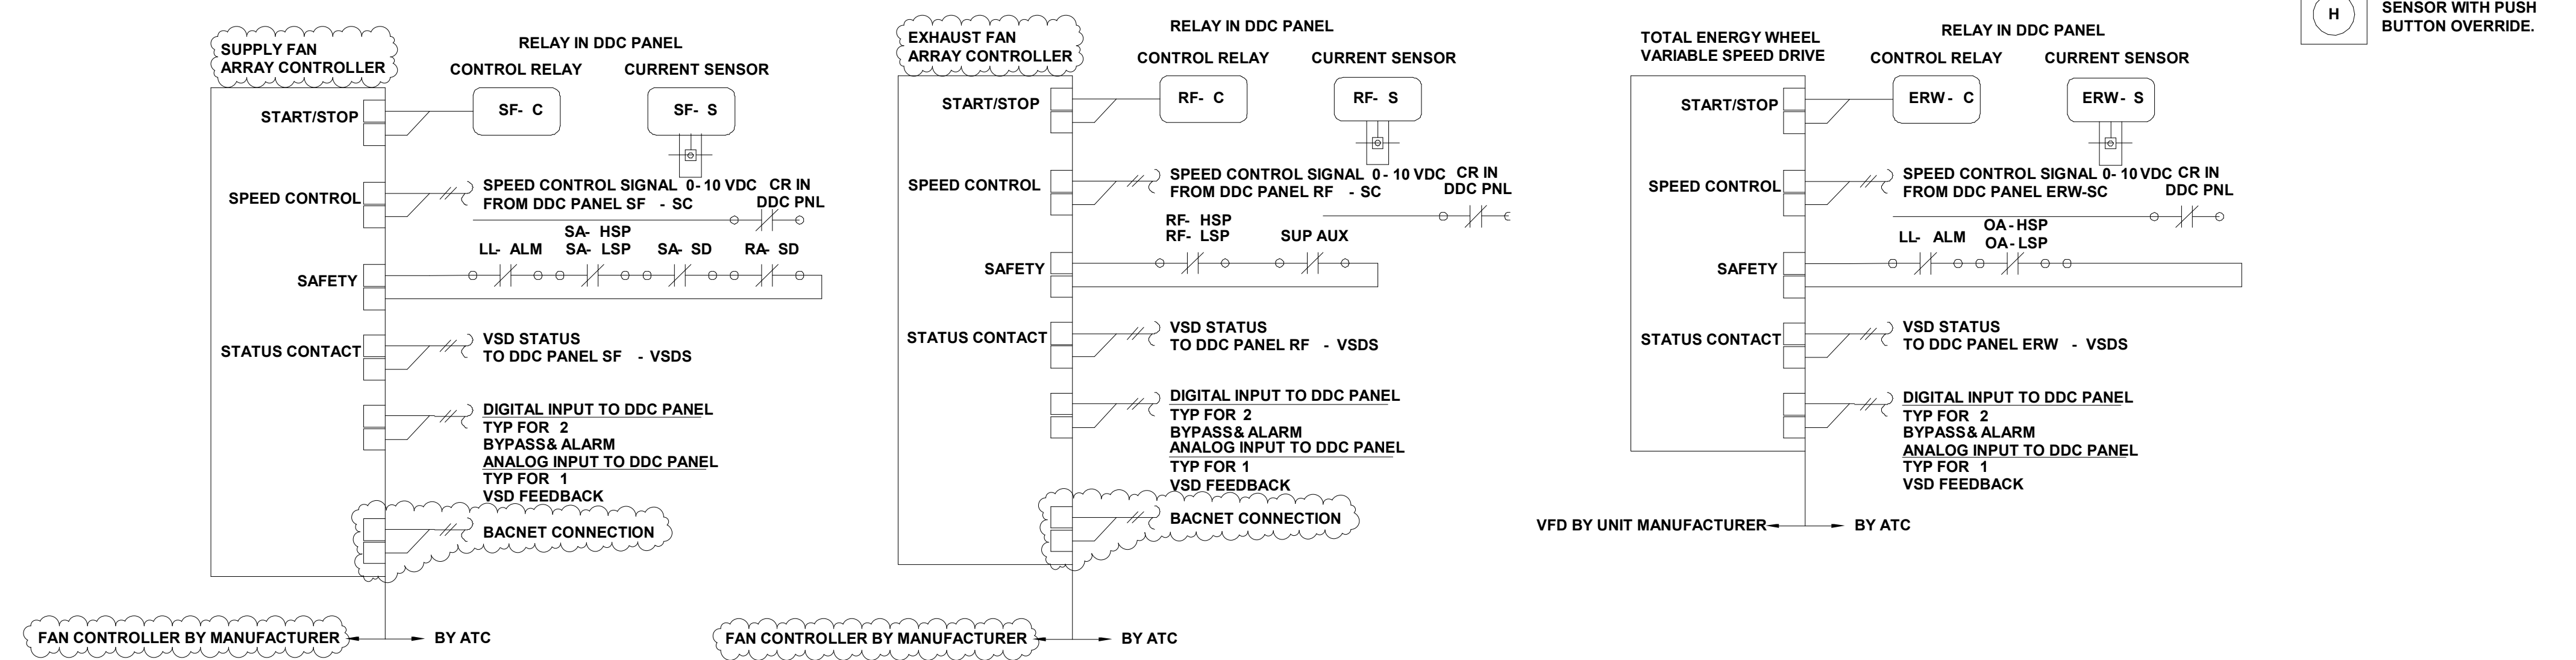 SUPPLY FAN
ARRAY CONTROLLER
RELAY IN DDC PANEL
CONTROL RELAY CURRENT SENSOR
START/STOP
SF- C
SF- S
SPEED CONTROL
SPEED CONTROL SIGNAL 0-10 VDC
FROM DDC PANEL SF - SC
CR IN
DDC PNL
SA- HSP
LL- ALM SA- LSP SA- SD RA- SD
SAFETY
STATUS CONTACT
VSD STATUS
TO DDC PANEL SF - VSDS
DIGITAL INPUT TO DDC PANEL
TYP FOR 2
BYPASS& ALARM
ANALOG INPUT TO DDC PANEL
TYP FOR 1
VSD FEEDBACK
BACNET CONNECTION
FAN CONTROLLER BY MANUFACTURER
BY ATC
EXHAUST FAN
ARRAY CONTROLLER
RELAY IN DDC PANEL
CONTROL RELAY CURRENT SENSOR
START/STOP
RF- C
RF- S
SPEED CONTROL
SPEED CONTROL SIGNAL 0-10 VDC
FROM DDC PANEL RF - SC
CR IN
DDC PNL
RF- HSP
RF- LSP SUP AUX
SAFETY
STATUS CONTACT
VSD STATUS
TO DDC PANEL RF - VSDS
DIGITAL INPUT TO DDC PANEL
TYP FOR 2
BYPASS& ALARM
ANALOG INPUT TO DDC PANEL
TYP FOR 1
VSD FEEDBACK
BACNET CONNECTION
FAN CONTROLLER BY MANUFACTURER
BY ATC
TOTAL ENERGY WHEEL
VARIABLE SPEED DRIVE
RELAY IN DDC PANEL
CONTROL RELAY CURRENT SENSOR
START/STOP
ERW- C
ERW- S
SPEED CONTROL
SPEED CONTROL SIGNAL 0-10 VDC
FROM DDC PANEL ERW-SC
CR IN
DDC PNL
OA-HSP
LL- ALM OA-LSP
SAFETY
STATUS CONTACT
VSD STATUS
TO DDC PANEL ERW - VSDS
DIGITAL INPUT TO DDC PANEL
TYP FOR 2
BYPASS& ALARM
ANALOG INPUT TO DDC PANEL
TYP FOR 1
VSD FEEDBACK
VFD BY UNIT MANUFACTURER
BY ATC
H
SENSOR WITH PUSH
BUTTON OVERRIDE.